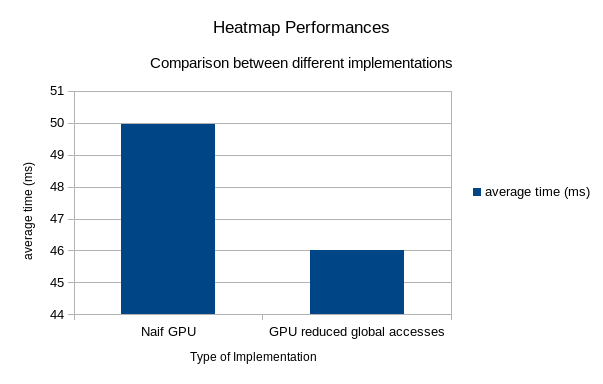 Heatmap Performances
Comparison between different implementations
51
50
49
48
47
46
45
44
average time (ms)
average time (ms)
Naif GPU
GPU reduced global accesses
Type of Implementation